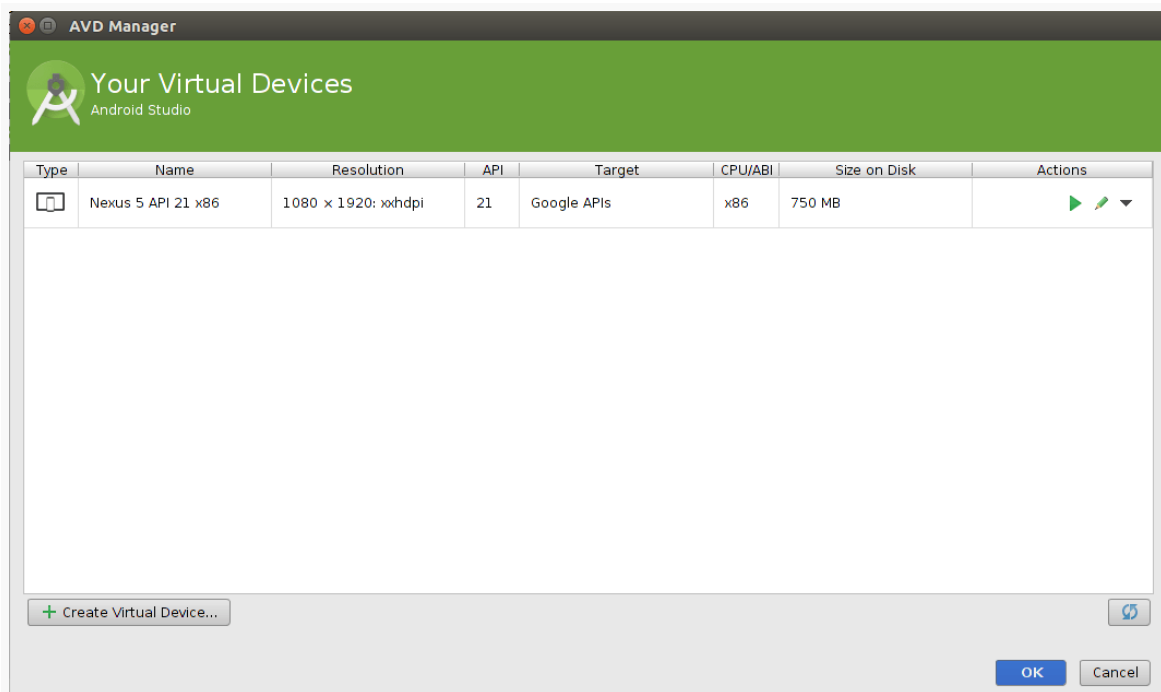 AVD Manager
Your Virtual Devices
Android Studio
Type Name Resolution API Target CPU/ABI Size on Disk Actions
Nexus 5 API 21 x86 1080 × 1920: xxhdpi 21 Google APIs x86 750 MB
Create Virtual Device...
OK Cancel